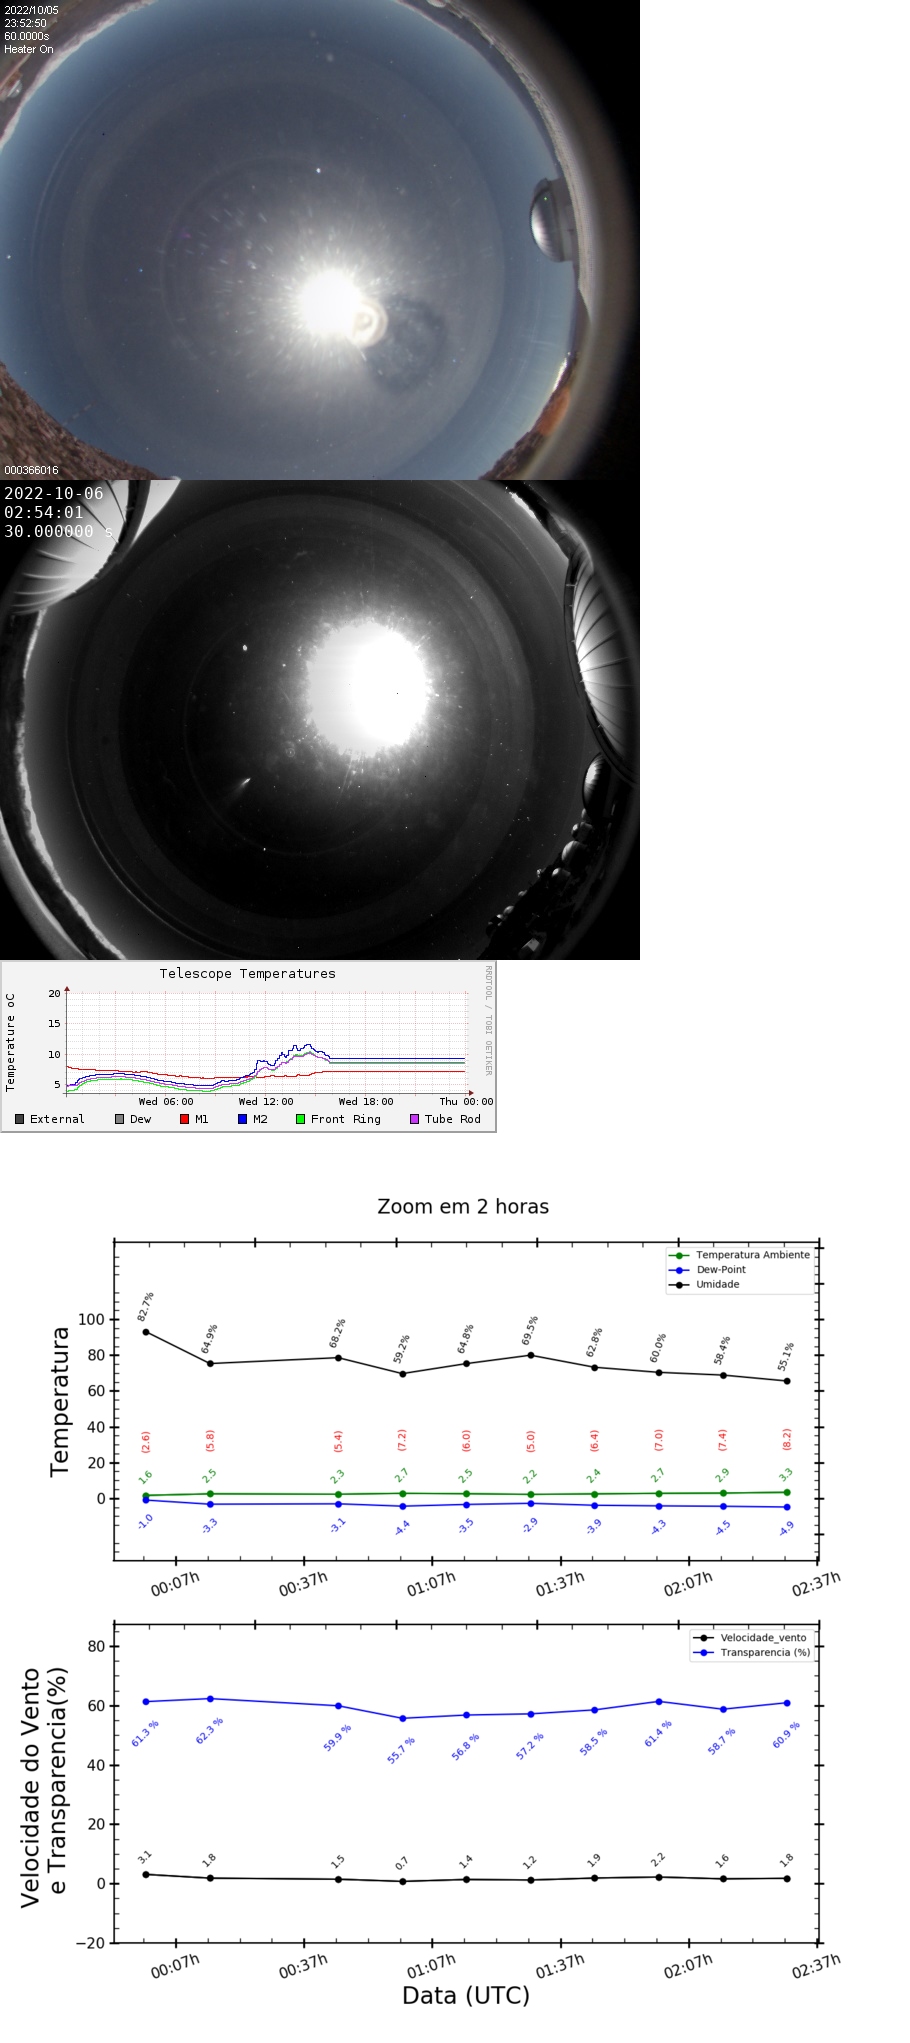 2022/10/05
23:52:50
60.0000s
Heater On
000366016
2022-10-06
02:54:01
30.000000 s
Telescope Temperatures
RRDTOOL / TOBI OETIKER
Temperature oC
20
15
10
5
Wed 06:00 Wed 12:00 Wed 18:00 Thu 00:00
External Dew M1 M2 Front Ring Tube Rod
Zoom em 2 horas
Temperatura Ambiente
Dew-Point
Umidade
Temperatura
100
80
60
40
20
0
82.7% 64.9% 68.2% 59.2% 64.8% 69.5% 62.8% 60.0% 58.4% 55.1%
(2.6) (5.8) (5.4) (7.2) (6.0) (5.0) (6.4) (7.0) (7.4) (8.2)
1.6 2.5 2.3 2.7 2.5 2.2 2.4 2.7 2.9 3.3
-1.0 -3.3 -3.1 -4.4 -3.5 -2.9 -3.9 -4.3 -4.5 -4.9
00:07h 00:37h 01:07h 01:37h 02:07h 02:37h
Velocidade_vento
Transparencia (%)
Velocidade do Vento
e Transparencia(%)
80
60
40
20
0
−20
61.3 % 62.3 % 59.9 % 55.7 % 56.8 % 57.2 % 58.5 % 61.4 % 58.7 % 60.9 %
3.1 1.8 1.5 0.7 1.4 1.2 1.9 2.2 1.6 1.8
00:07h 00:37h 01:07h 01:37h 02:07h 02:37h
Data (UTC)